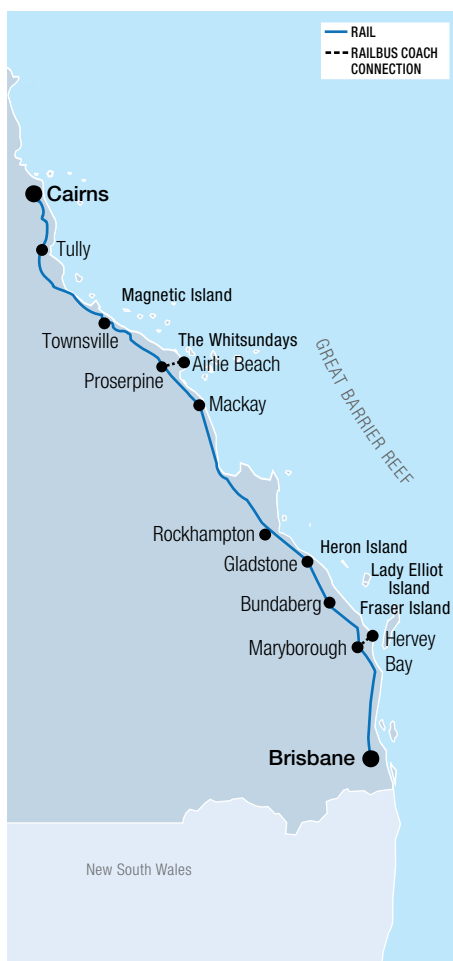 RAIL
RAILBUS COACH
CONNECTION
Cairns
Tully
Magnetic Island
Townsville
The Whitsundays
Airlie Beach
Proserpine
Mackay
GREAT BARRIER REEF
Rockhampton
Heron Island
Gladstone
Lady Elliot
Island
Bundaberg
Fraser Island
Hervey
Bay
Maryborough
Brisbane
New South Wales